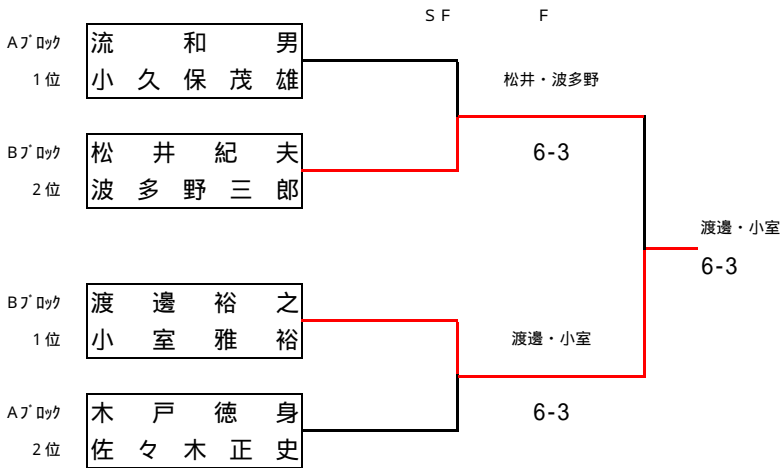 ＳＦ Ｆ
Aﾌﾞﾛｯｸ 流和男
1位 小久保茂雄
松井・波多野
Bﾌﾞﾛｯｸ 松井紀夫
6-3
2位 波多野三郎
渡邊・小室
6-3
Bﾌﾞﾛｯｸ 渡邊裕之
1位 小室雅裕
渡邊・小室
Aﾌﾞﾛｯｸ 木戸徳身
6-3
2位 佐々木正史